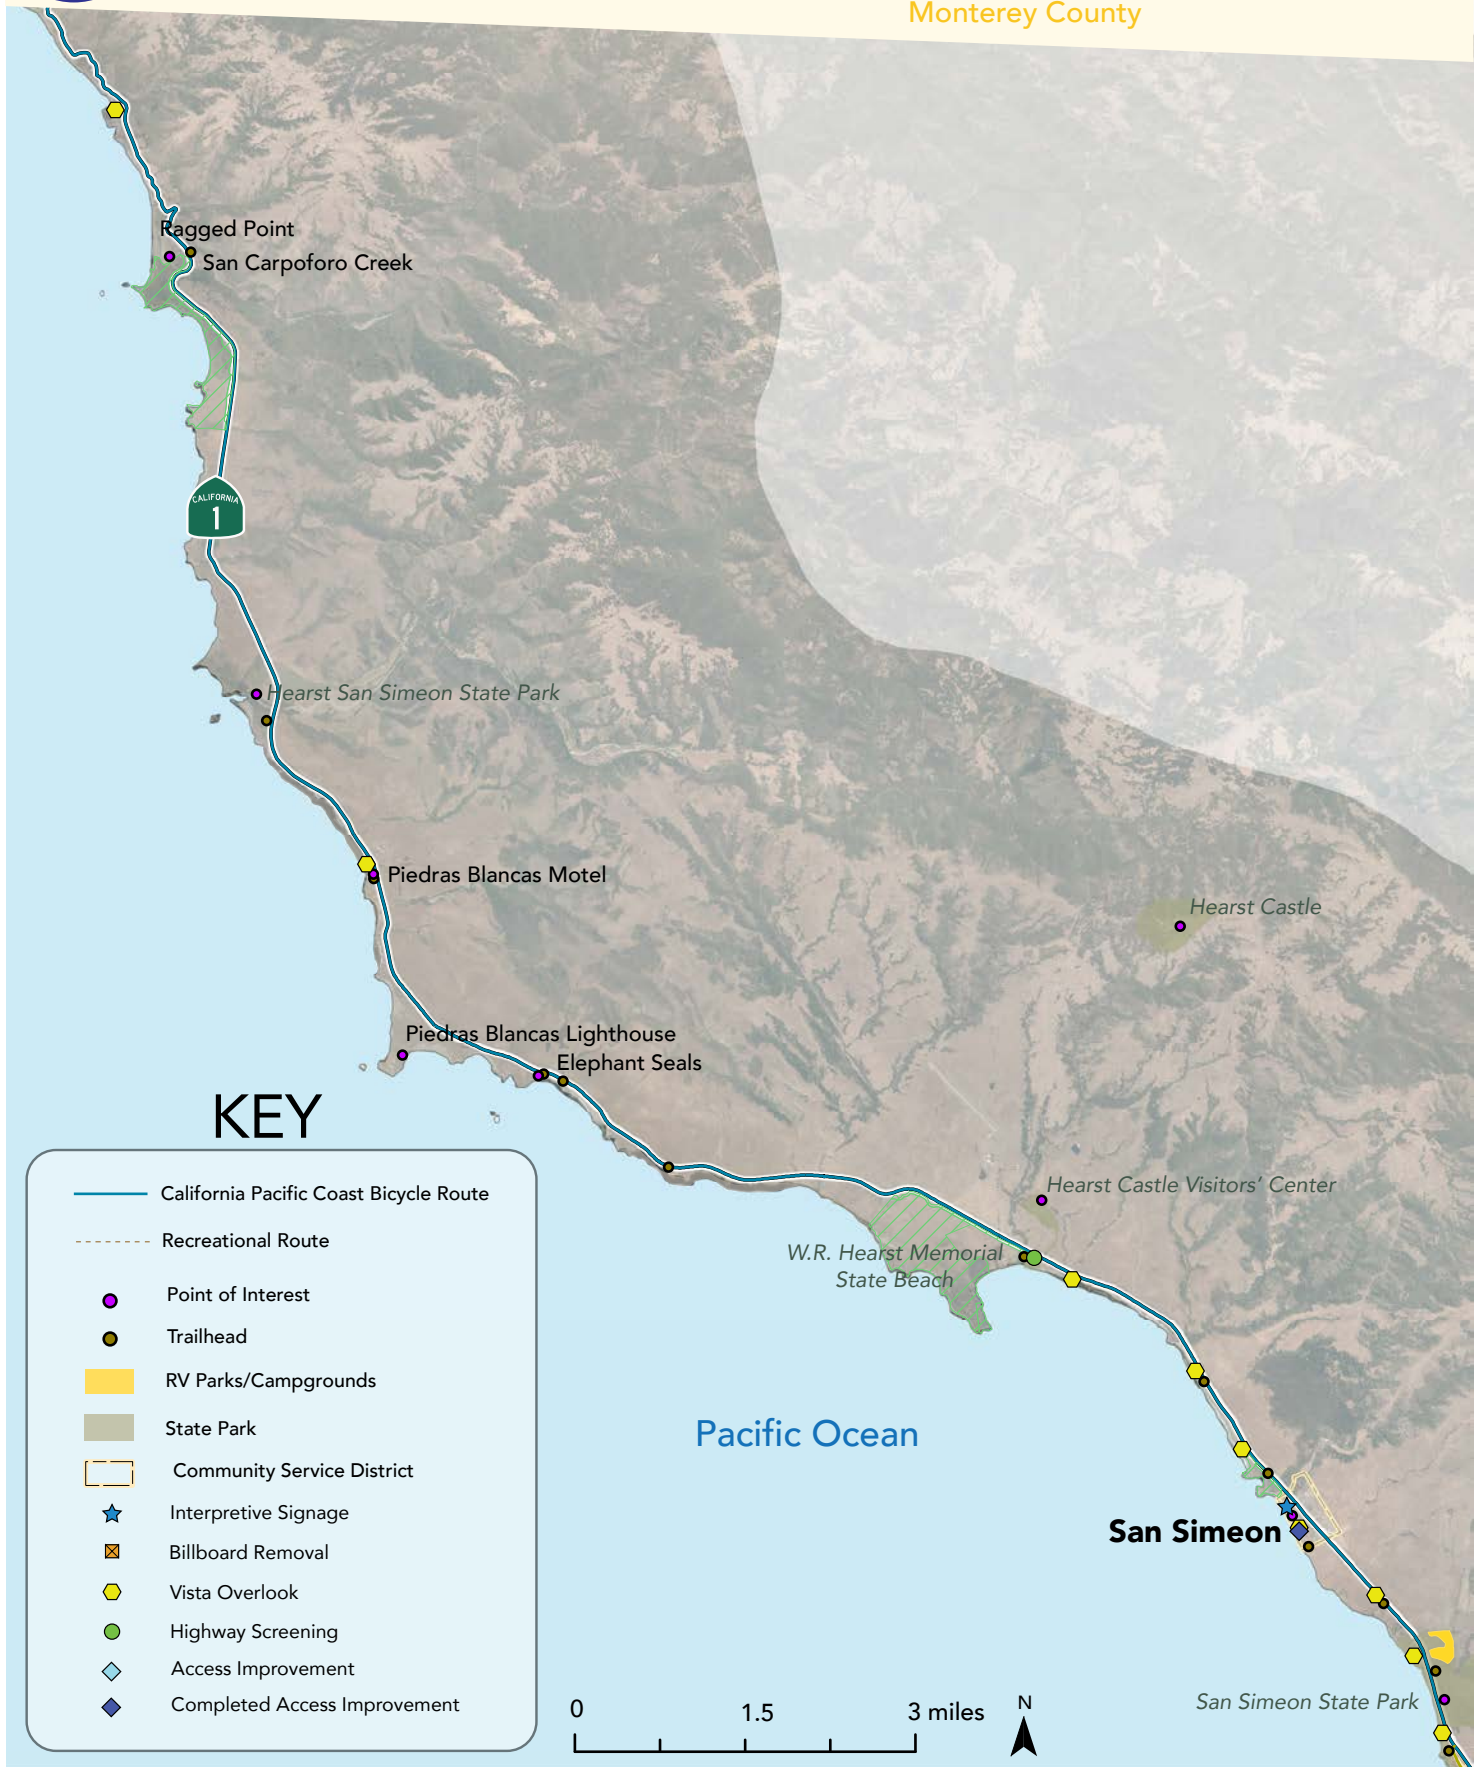 Monterey County
Ragged Point
San Carpoforo Creek
CALIFORNIA
1
Hearst San Simeon State Park
Piedras Blancas Motel
Hearst Castle
Piedras Blancas Lighthouse
Elephant Seals
KEY
California Pacific Coast Bicycle Route
Recreational Route
Point of Interest
Trailhead
RV Parks/Campgrounds
State Park
Community Service District
Interpretive Signage
Billboard Removal
Vista Overlook
Highway Screening
Access Improvement
Completed Access Improvement
Hearst Castle Visitors' Center
W.R. Hearst Memorial
State Beach
Pacific Ocean
San Simeon
San Simeon State Park
0 1.5 3 miles
N